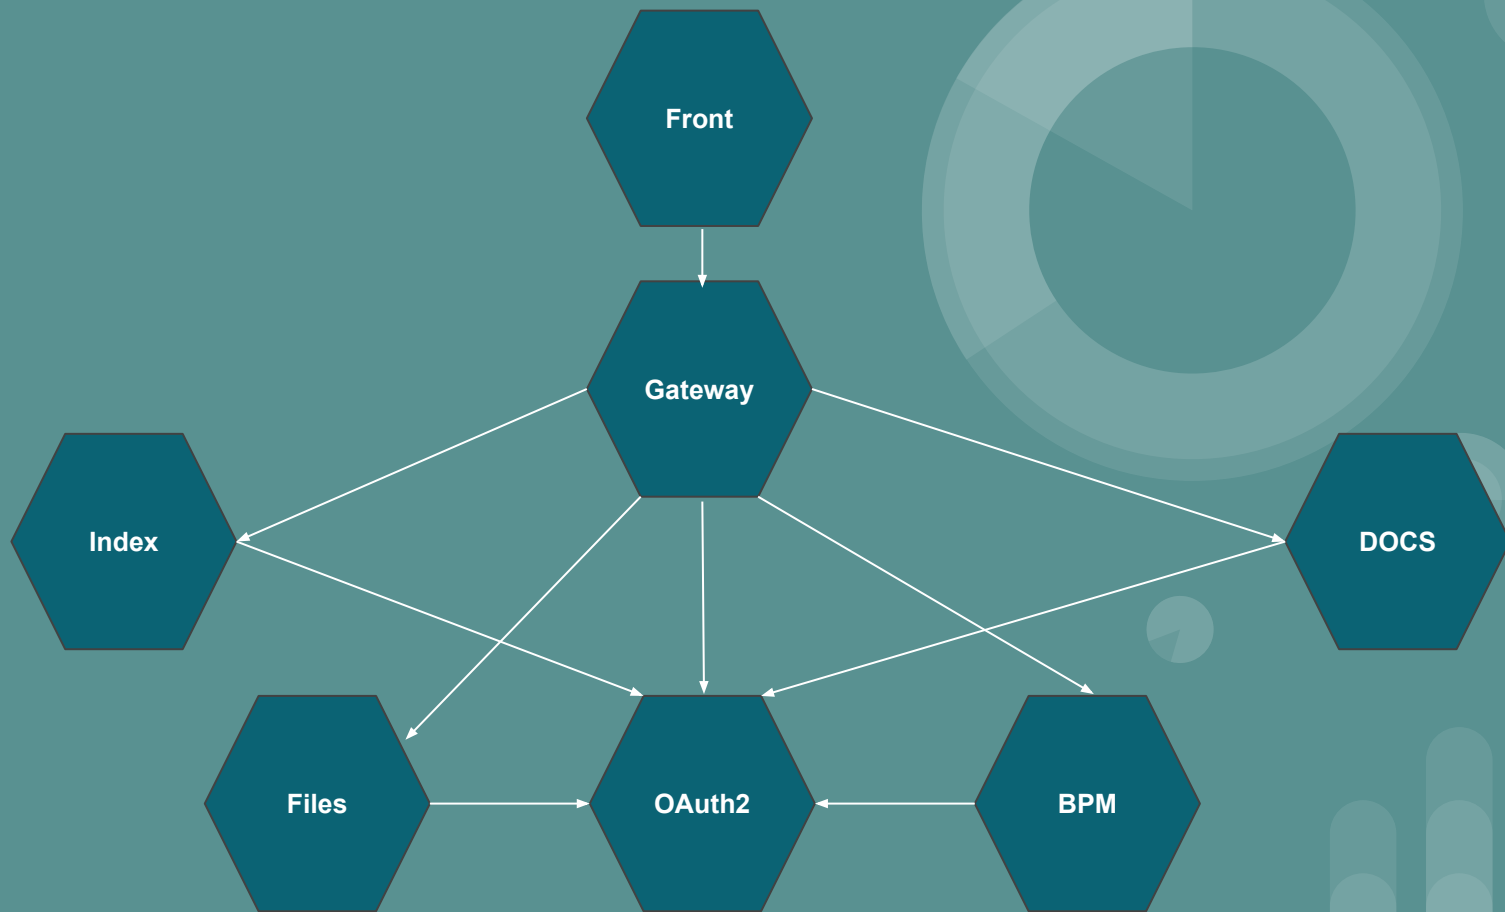 Front
Gateway
Index
DOCS
Files
OAuth2
BPM